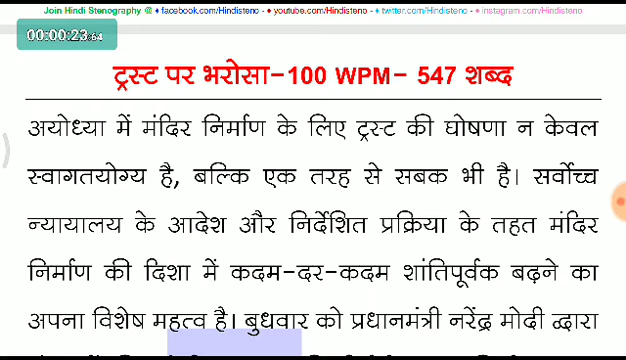 Join Hindi Stenography @ ♦ facebook.com/Hindisteno - ♦ youtube.com/Hindisteno - ♦ twitter.com/Hindisteno - ♦ instagram.com/Hindisteno
00:00:23.64
ट्रस्ट पर भरोसा-100 WPM- 547 शब्द
अयोध्या में मंदिर निर्माण के लिए ट्रस्ट की घोषणा न केवल
स्वागतयोग्य है, बल्कि एक तरह से सबक भी है। सर्वोच्च
न्यायालय के आदेश और निर्देशित प्रक्रिया के तहत मंदिर
निर्माण की दिशा में कदम-दर-कदम शांतिपूर्वक बढ़ने का
अपना विशेष महत्व है। बुधवार को प्रधानमंत्री नरेंद्र मोदी द्वारा